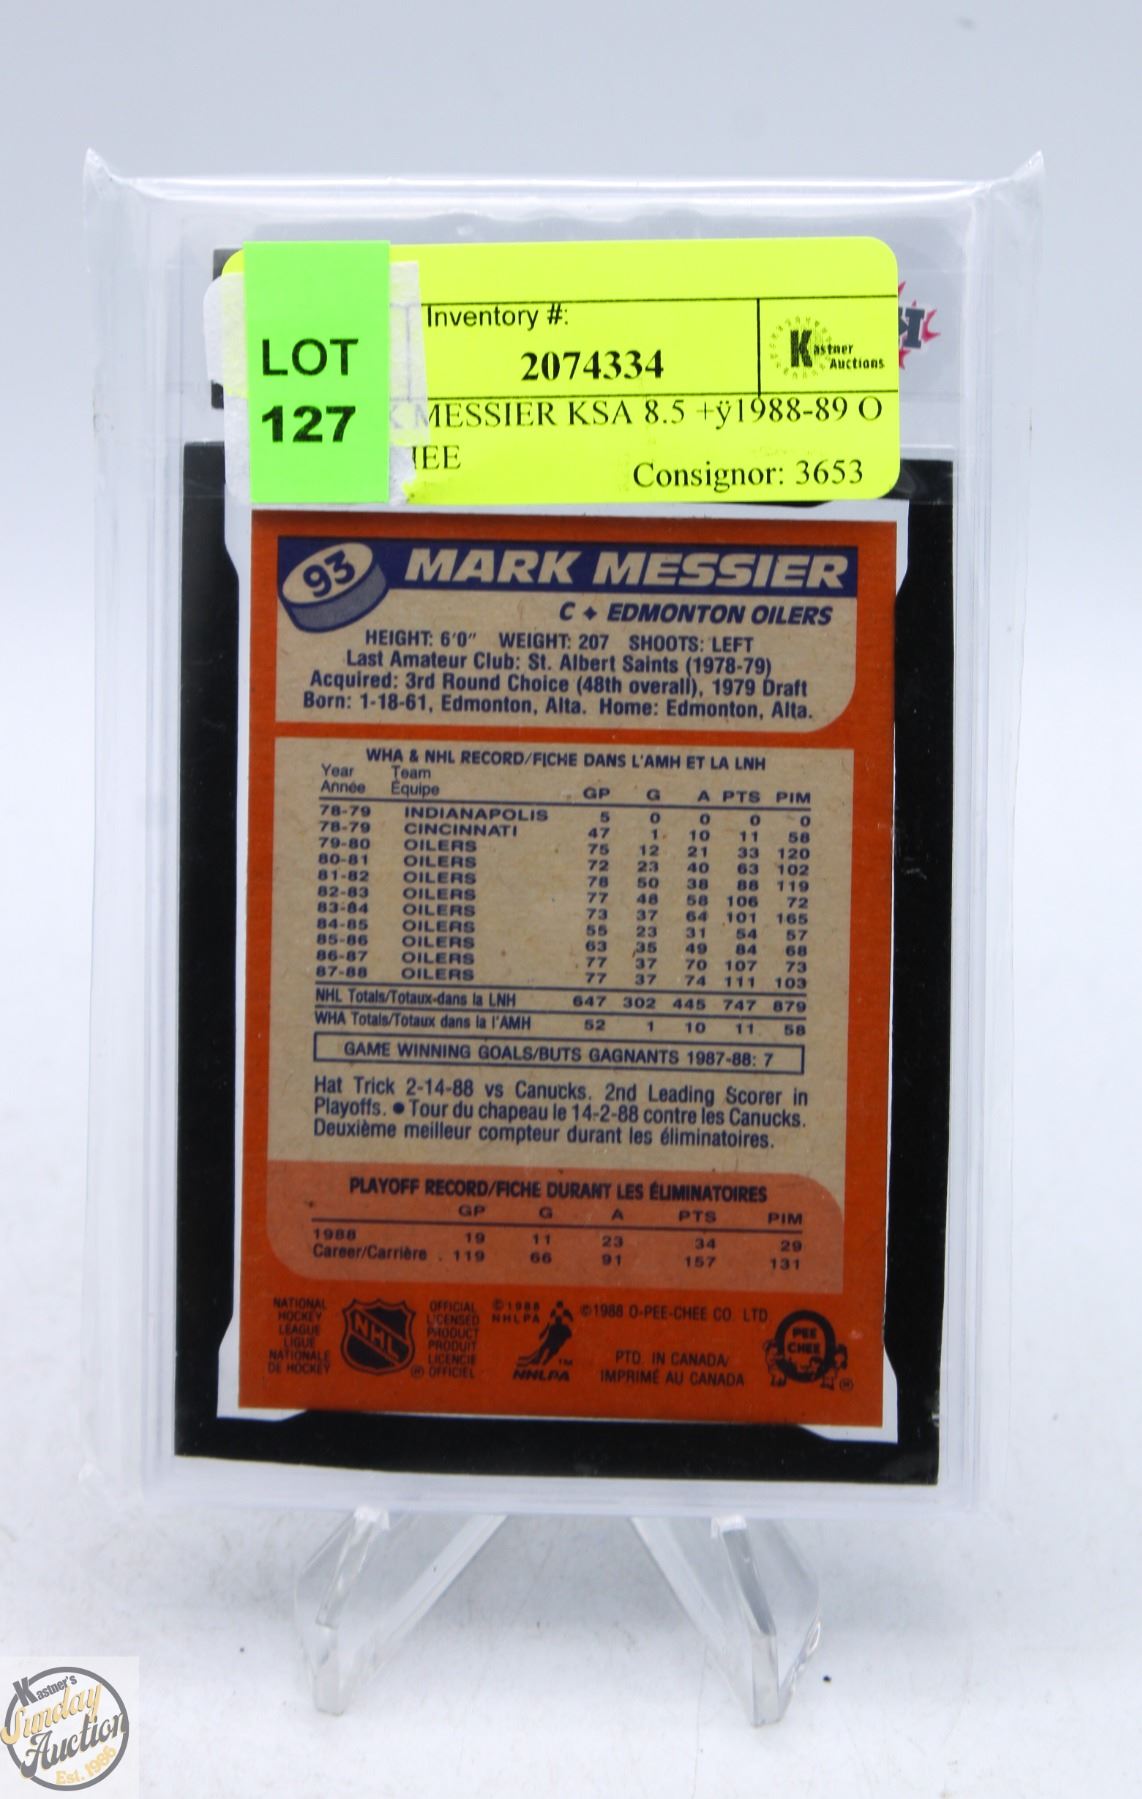 LOT
127
Inventory #:
2074334
Kastner
Auctions
MESSIER KSA 8.5 +ÿ1988-89 O
HEE
Consignor: 3653
93
MARK MESSIER
C ✦ EDMONTON OILERS
HEIGHT: 6'0" WEIGHT: 207 SHOOTS: LEFT
Last Amateur Club: St. Albert Saints (1978-79)
Acquired: 3rd Round Choice (48th overall), 1979 Draft
Born: 1-18-61, Edmonton, Alta. Home: Edmonton, Alta.
WHA & NHL RECORD/FICHE DANS L'AMH ET LA LNH
Year Team
Année Équipe GP G A PTS PIM
78-79 INDIANAPOLIS 5 0 0 0 0
78-79 CINCINNATI 47 1 10 11 58
79-80 OILERS 75 12 21 33 120
80-81 OILERS 72 23 40 63 102
81-82 OILERS 78 50 38 88 119
82-83 OILERS 77 48 58 106 72
83-84 OILERS 73 37 64 101 165
84-85 OILERS 55 23 31 54 57
85-86 OILERS 63 35 49 84 68
86-87 OILERS 77 37 70 107 73
87-88 OILERS 77 37 74 111 103
NHL Totals/Totaux-dans la LNH 647 302 445 747 879
WHA Totals/Totaux dans la l'AMH 52 1 10 11 58
GAME WINNING GOALS/BUTS GAGNANTS 1987-88: 7
Hat Trick 2-14-88 vs Canucks. 2nd Leading Scorer in
Playoffs. ● Tour du chapeau le 14-2-88 contre les Canucks.
Deuxième meilleur compteur durant les éliminatoires.
PLAYOFF RECORD/FICHE DURANT LES ÉLIMINATOIRES
GP G A PTS PIM
1988 19 11 23 34 29
Career/Carrière . 119 66 91 157 131
NATIONAL
HOCKEY
LEAGUE
LIGUE
NATIONALE
DE HOCKEY
NHL
®
OFFICIAL
LICENSED
PRODUCT
PRODUIT
LICENCIE
OFFICIEL
©1988
NHLPA
™
NHLPA
©1988 O-PEE-CHEE CO. LTD.
PTD. IN CANADA/
IMPRIMÉ AU CANADA
PEE
CHEE
®
Kastner's
Sunday
Auction
Est. 1986